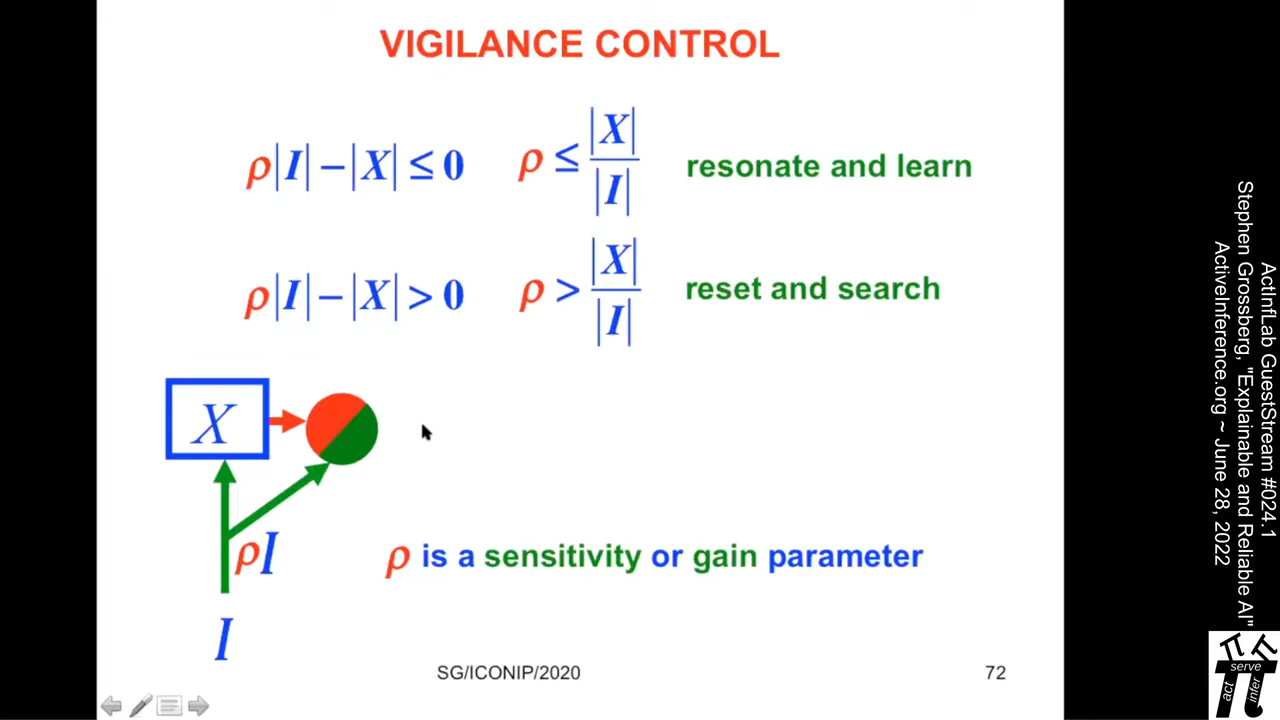 VIGILANCE CONTROL
ρ|I| − |X| ≤ 0 ρ ≤ |X| / |I| resonate and learn
ρ|I| − |X| > 0 ρ > |X| / |I| reset and search
X
ρI
ρ is a sensitivity or gain parameter
I
SG/ICONIP/2020
72
ActInfLab GuestStream #024.1
Stephen Grossberg, "Explainable and Reliable AI"
ActiveInference.org ~ June 28, 2022
serve
act
infer